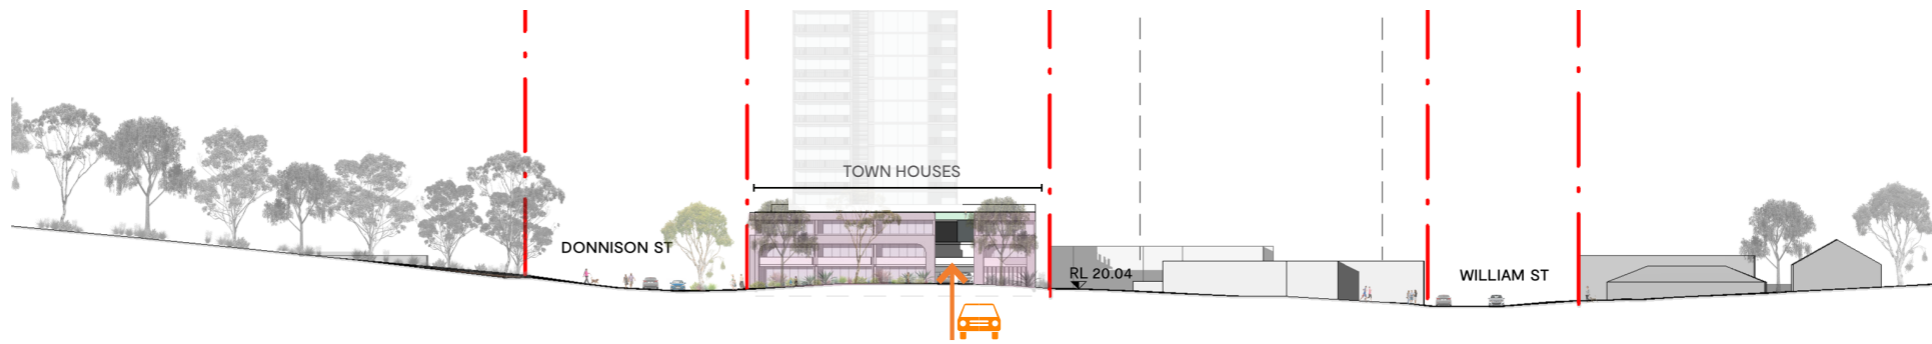 TOWN HOUSES
DONNISON ST
RL 20.04
WILLIAM ST